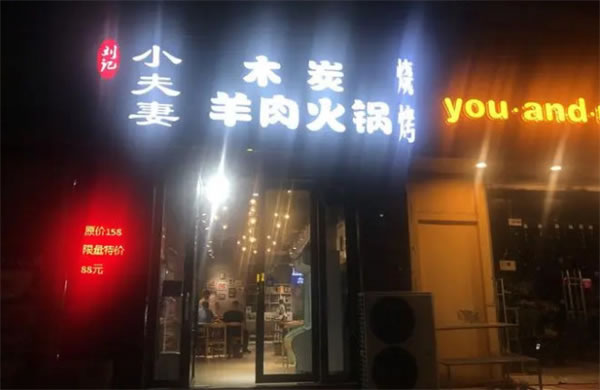 刘记
小夫妻
木炭
羊肉火锅
烧烤
you·and·
原价158
限量特价
88元